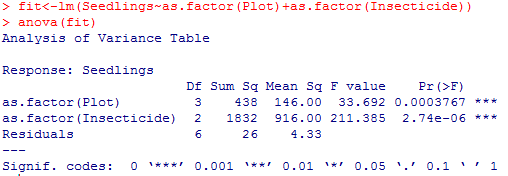 > fit<-lm(Seedlings~as.factor(Plot)+as.factor(Insecticide))
> anova(fit)
Analysis of Variance Table
Response: Seedlings
Df Sum Sq Mean Sq F value Pr(>F)
as.factor(Plot) 3 438 146.00 33.692 0.0003767 ***
as.factor(Insecticide) 2 1832 916.00 211.385 2.74e-06 ***
Residuals 6 26 4.33
---
Signif. codes: 0 ‘***’ 0.001 ‘**’ 0.01 ‘*’ 0.05 ‘.’ 0.1 ‘ ’ 1